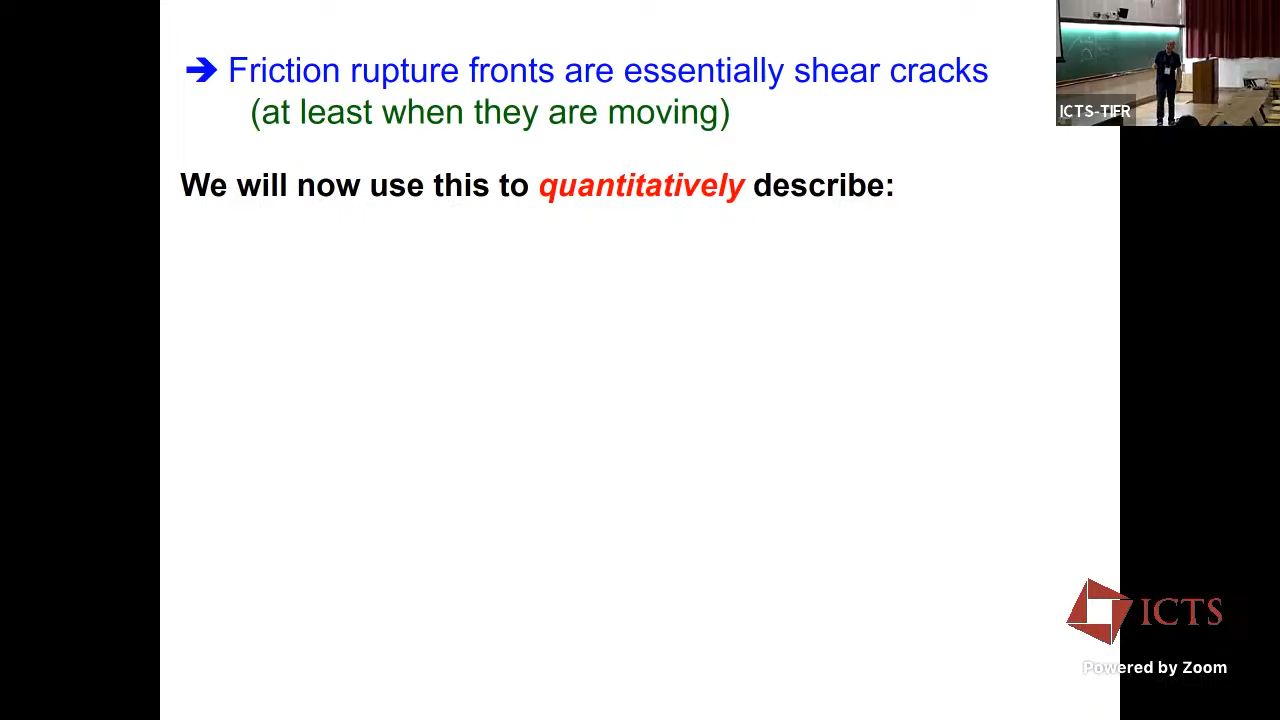 ➔ Friction rupture fronts are essentially shear cracks
(at least when they are moving)
We will now use this to quantitatively describe:
ICTS-TIFR
ICTS
Powered by Zoom